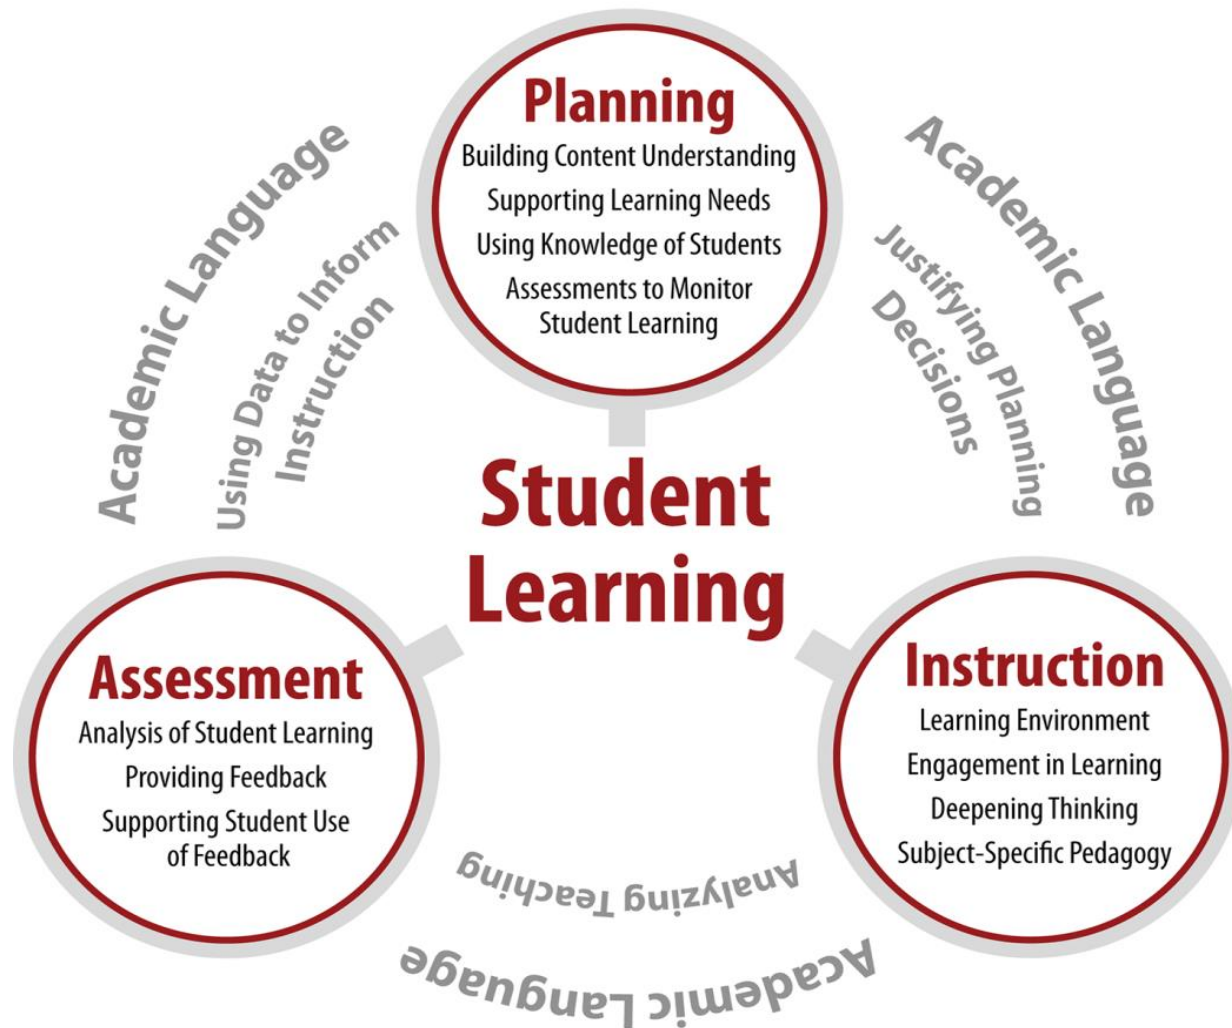 Planning
Building Content Understanding
Supporting Learning Needs
Using Knowledge of Students
Assessments to Monitor
Student Learning
Academic Language
Using Data to Inform
Instruction
Academic Language
Justifying Planning
Decisions
Student
Learning
Assessment
Analysis of Student Learning
Providing Feedback
Supporting Student Use
of Feedback
Instruction
Learning Environment
Engagement in Learning
Deepening Thinking
Subject-Specific Pedagogy
Analyzing Teaching
Academic Language